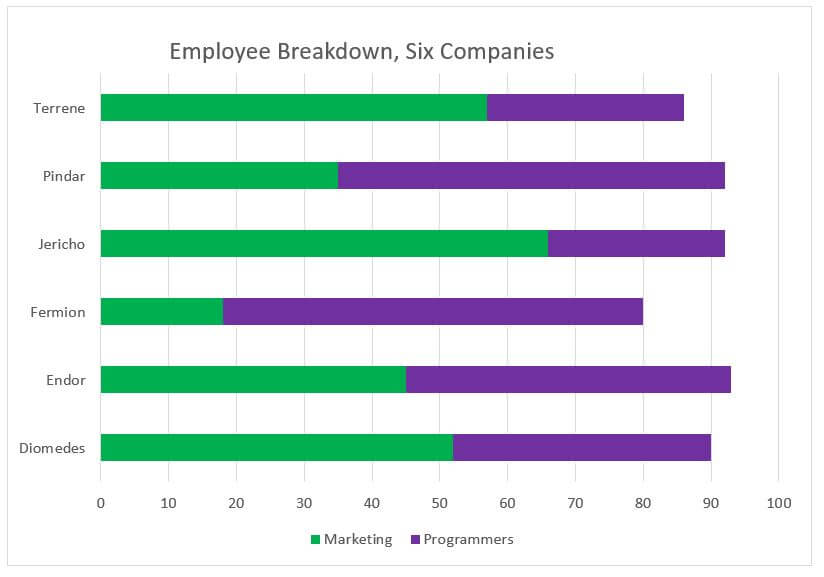 Employee Breakdown, Six Companies
Terrene
Pindar
Jericho
Fermion
Endor
Diomedes
0 10 20 30 40 50 60 70 80 90 100
Marketing Programmers